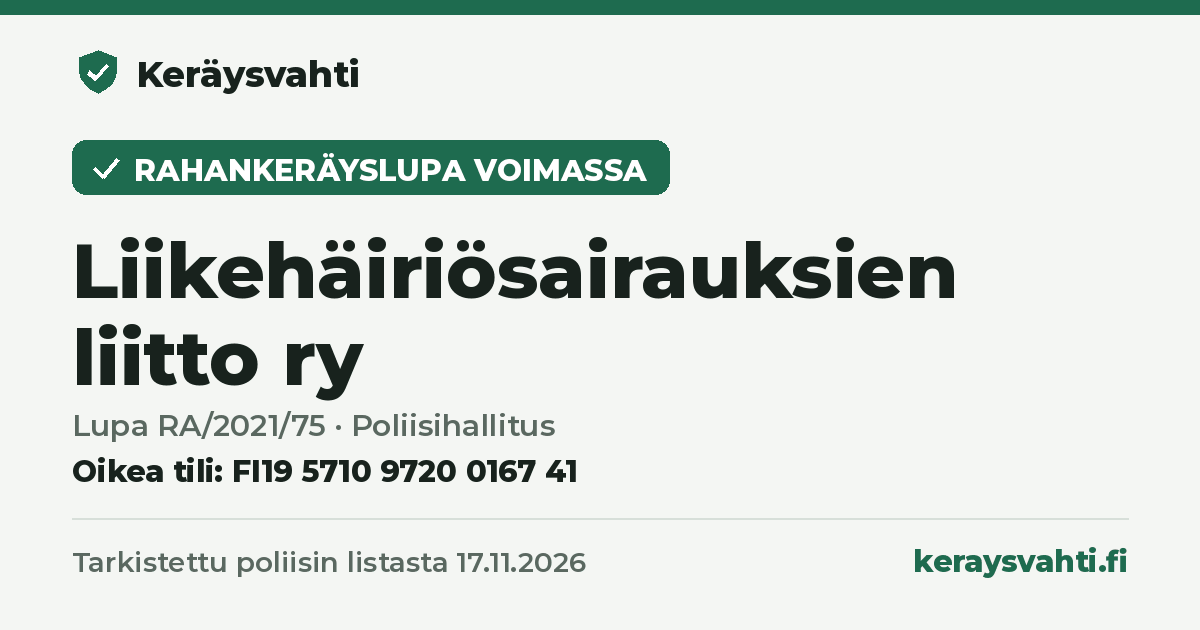 Keräysvahti
RAHANKERÄYSLUPA VOIMASSA
Liikehäiriösairauksien
liitto ry
Lupa RA/2021/75 · Poliisihallitus
Oikea tili: FI19 5710 9720 0167 41
Tarkistettu poliisin listasta 17.11.2026
keraysvahti.fi